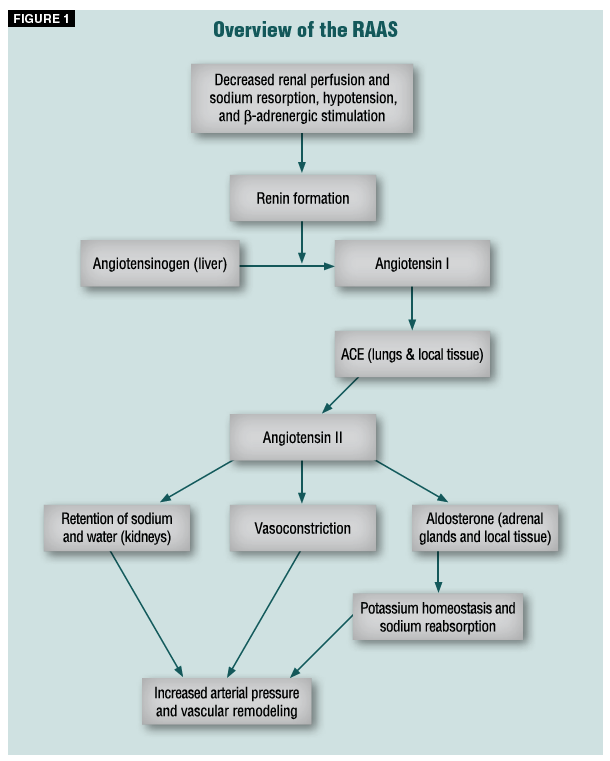 FIGURE 1
Overview of the RAAS
Decreased renal perfusion and
sodium resorption, hypotension,
and β-adrenergic stimulation
Renin formation
Angiotensinogen (liver)
Angiotensin I
ACE (lungs & local tissue)
Angiotensin II
Retention of sodium
and water (kidneys)
Vasoconstriction
Aldosterone (adrenal
glands and local tissue)
Potassium homeostasis and
sodium reabsorption
Increased arterial pressure
and vascular remodeling